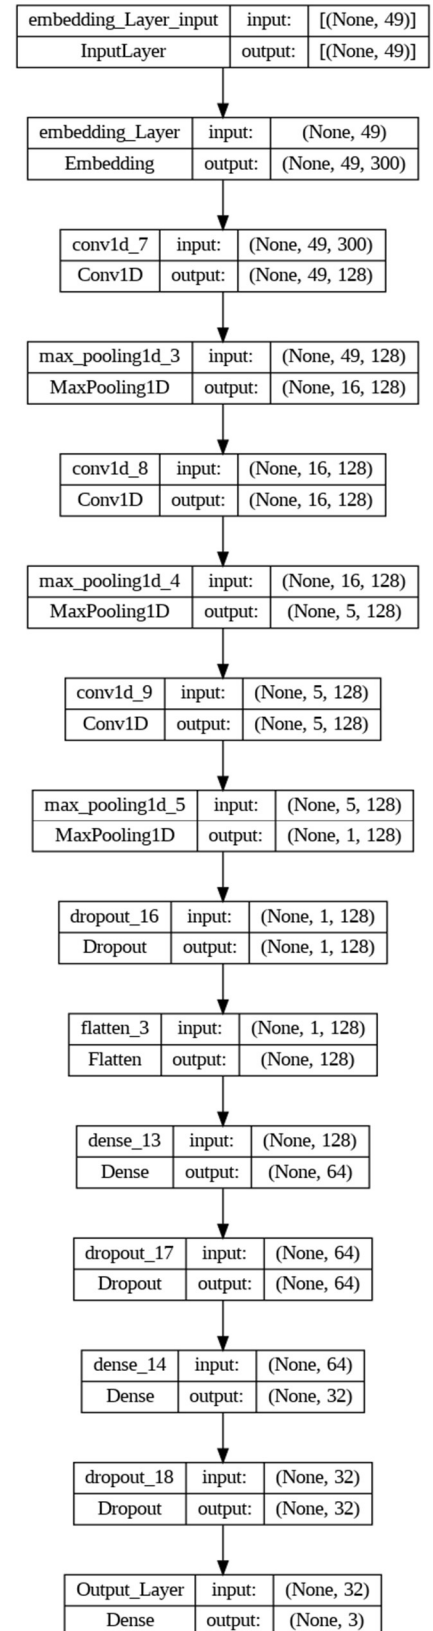 embedding_Layer_input input: [(None, 49)]
InputLayer output: [(None, 49)]
embedding_Layer input: (None, 49)
Embedding output: (None, 49, 300)
conv1d_7 input: (None, 49, 300)
Conv1D output: (None, 49, 128)
max_pooling1d_3 input: (None, 49, 128)
MaxPooling1D output: (None, 16, 128)
conv1d_8 input: (None, 16, 128)
Conv1D output: (None, 16, 128)
max_pooling1d_4 input: (None, 16, 128)
MaxPooling1D output: (None, 5, 128)
conv1d_9 input: (None, 5, 128)
Conv1D output: (None, 5, 128)
max_pooling1d_5 input: (None, 5, 128)
MaxPooling1D output: (None, 1, 128)
dropout_16 input: (None, 1, 128)
Dropout output: (None, 1, 128)
flatten_3 input: (None, 1, 128)
Flatten output: (None, 128)
dense_13 input: (None, 128)
Dense output: (None, 64)
dropout_17 input: (None, 64)
Dropout output: (None, 64)
dense_14 input: (None, 64)
Dense output: (None, 32)
dropout_18 input: (None, 32)
Dropout output: (None, 32)
Output_Layer input: (None, 32)
Dense output: (None, 3)